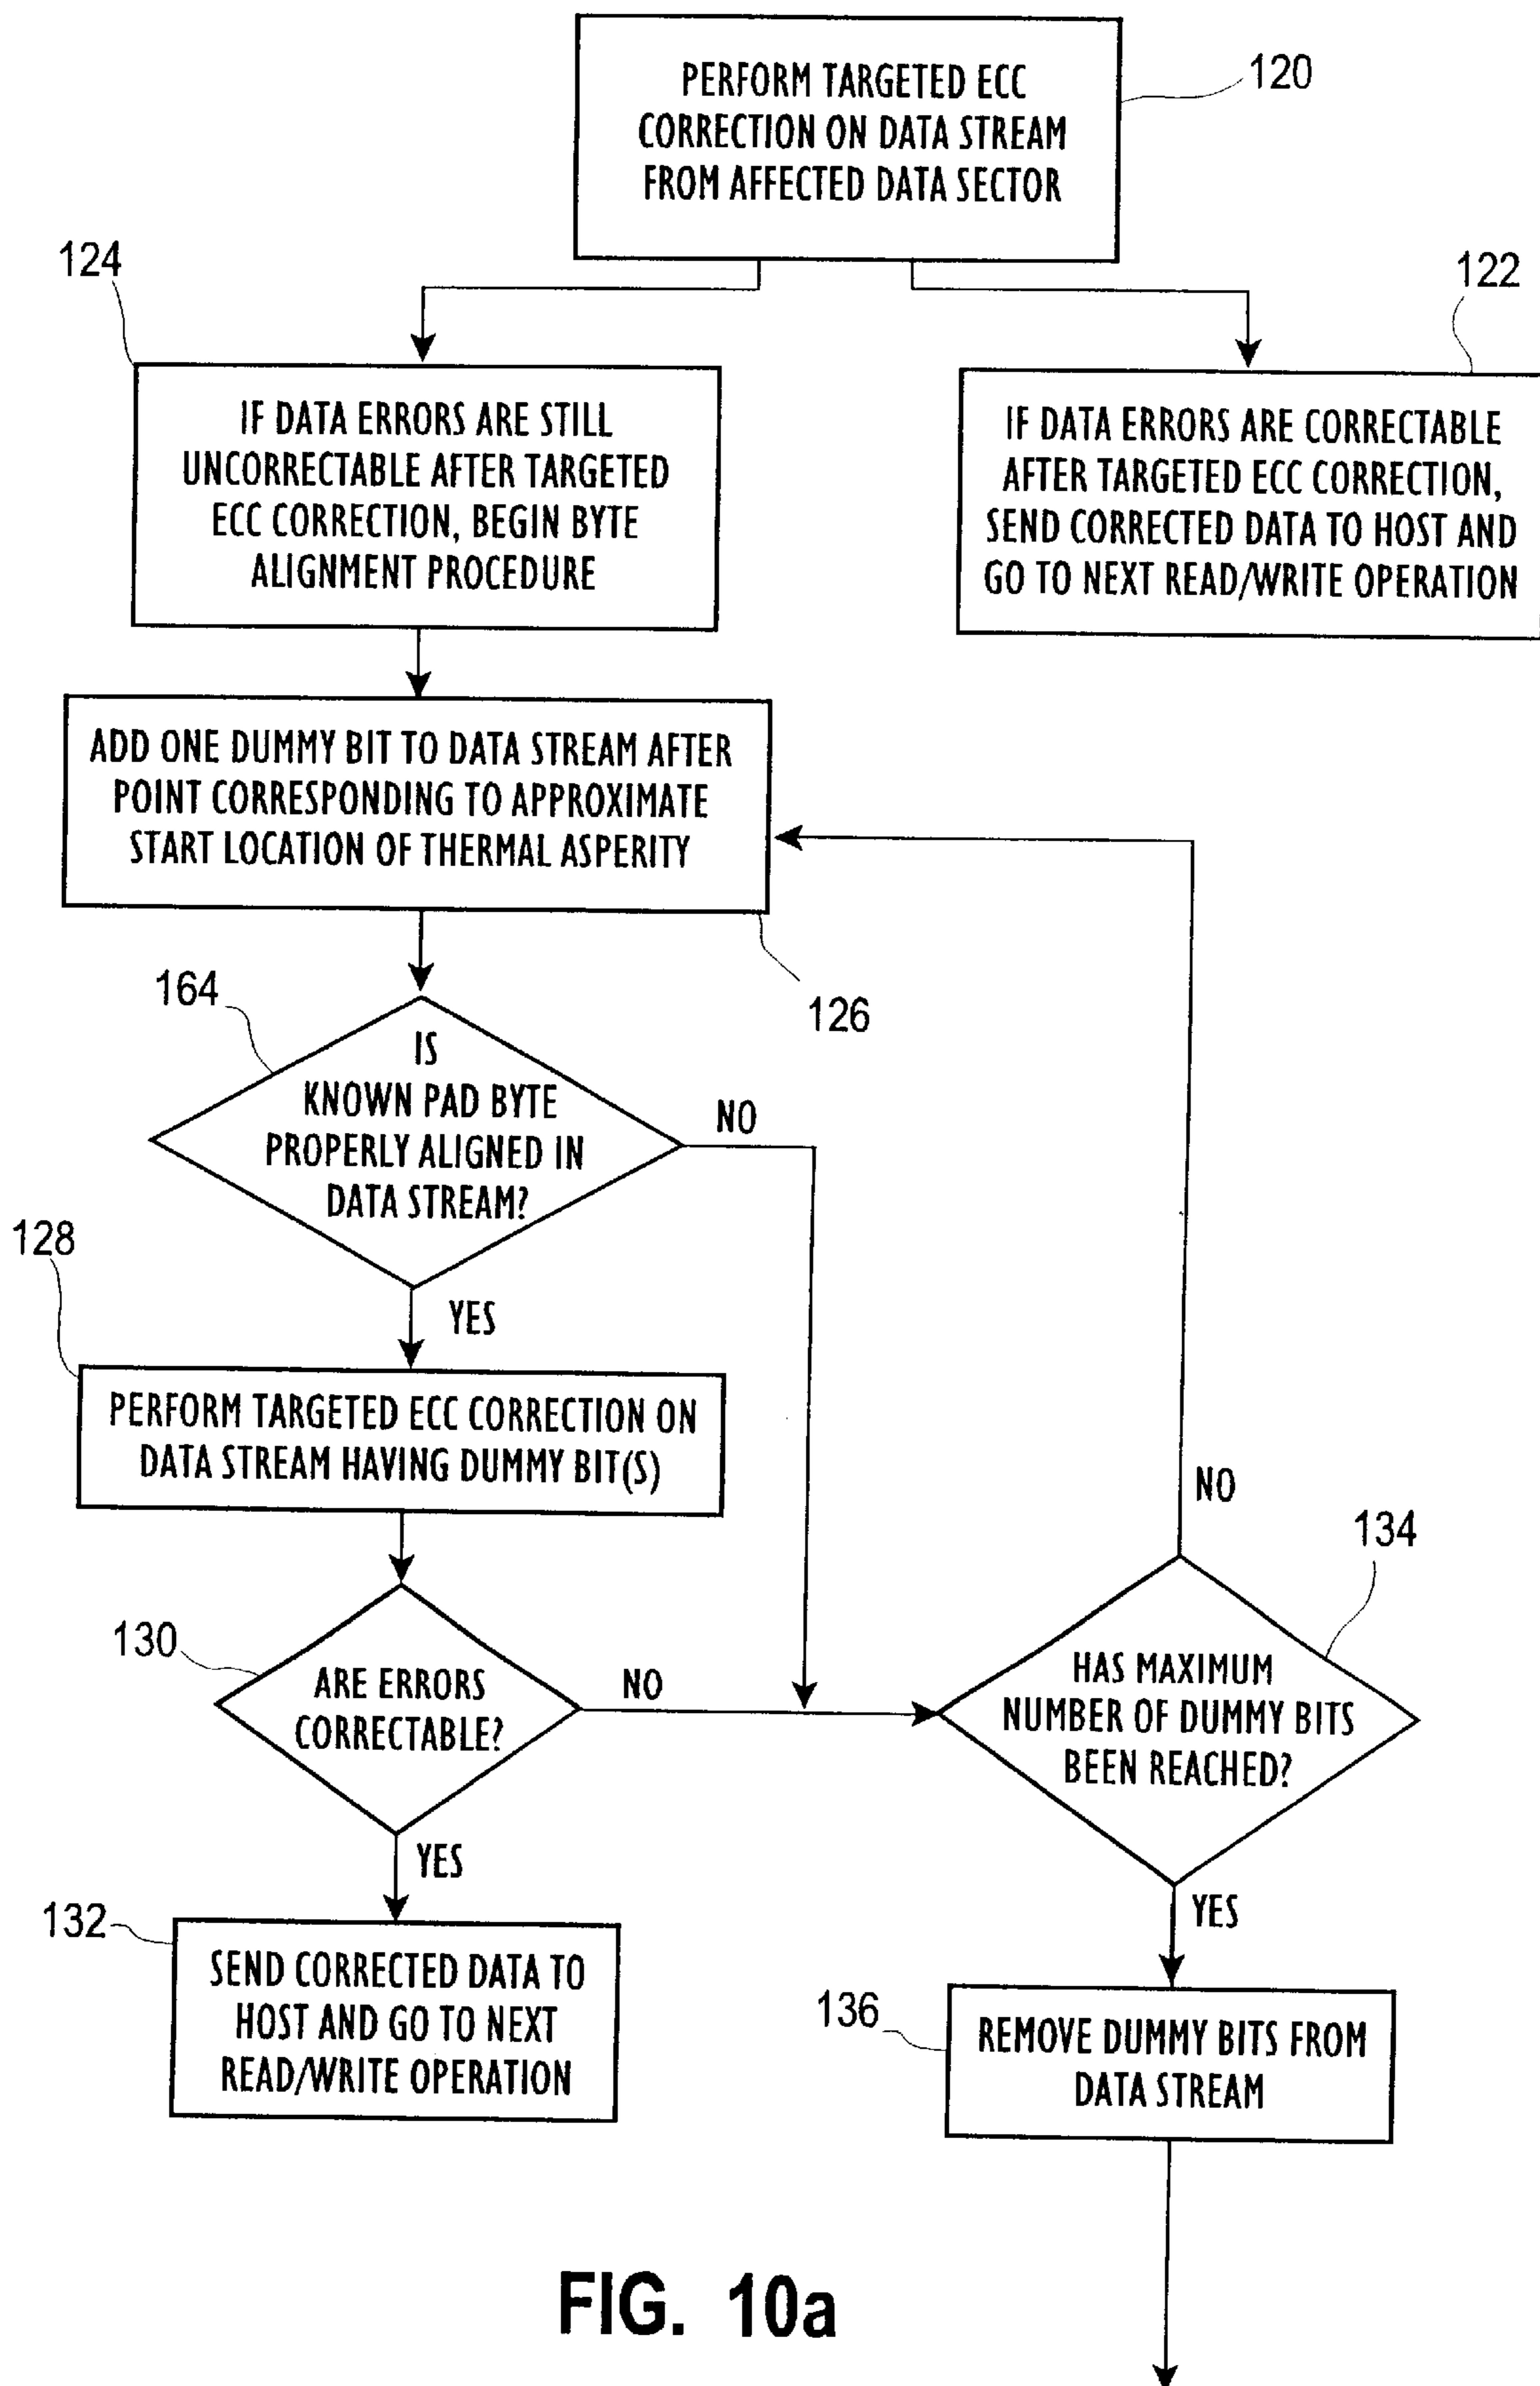 PERFORM TARGETED ECC
CORRECTION ON DATA STREAM
FROM AFFECTED DATA SECTOR
120
124
122
IF DATA ERRORS ARE STILL
UNCORRECTABLE AFTER TARGETED
ECC CORRECTION, BEGIN BYTE
ALIGNMENT PROCEDURE
IF DATA ERRORS ARE CORRECTABLE
AFTER TARGETED ECC CORRECTION,
SEND CORRECTED DATA TO HOST AND
GO TO NEXT READ/WRITE OPERATION
ADD ONE DUMMY BIT TO DATA STREAM AFTER
POINT CORRESPONDING TO APPROXIMATE
START LOCATION OF THERMAL ASPERITY
126
164
IS
KNOWN PAD BYTE
PROPERLY ALIGNED IN
DATA STREAM?
NO
YES
128
PERFORM TARGETED ECC CORRECTION ON
DATA STREAM HAVING DUMMY BIT(S)
130
ARE ERRORS
CORRECTABLE?
NO
YES
NO
134
HAS MAXIMUM
NUMBER OF DUMMY BITS
BEEN REACHED?
YES
132
SEND CORRECTED DATA TO
HOST AND GO TO NEXT
READ/WRITE OPERATION
136
REMOVE DUMMY BITS FROM
DATA STREAM
FIG. 10a